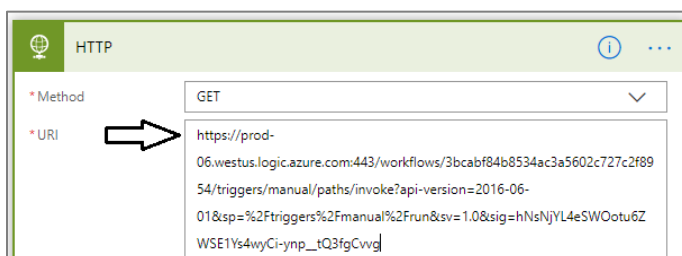 HTTP
* Method
GET
* URI
https://prod-
06.westus.logic.azure.com:443/workflows/3bcabf84b8534ac3a5602c727c2f89
54/triggers/manual/paths/invoke?api-version=2016-06-
01&sp=%2Ftriggers%2Fmanual%2Frun&sv=1.0&sig=hNsNjYL4eSWOotu6Z
WSE1Ys4wyCi-ynp__tQ3fgCvvg